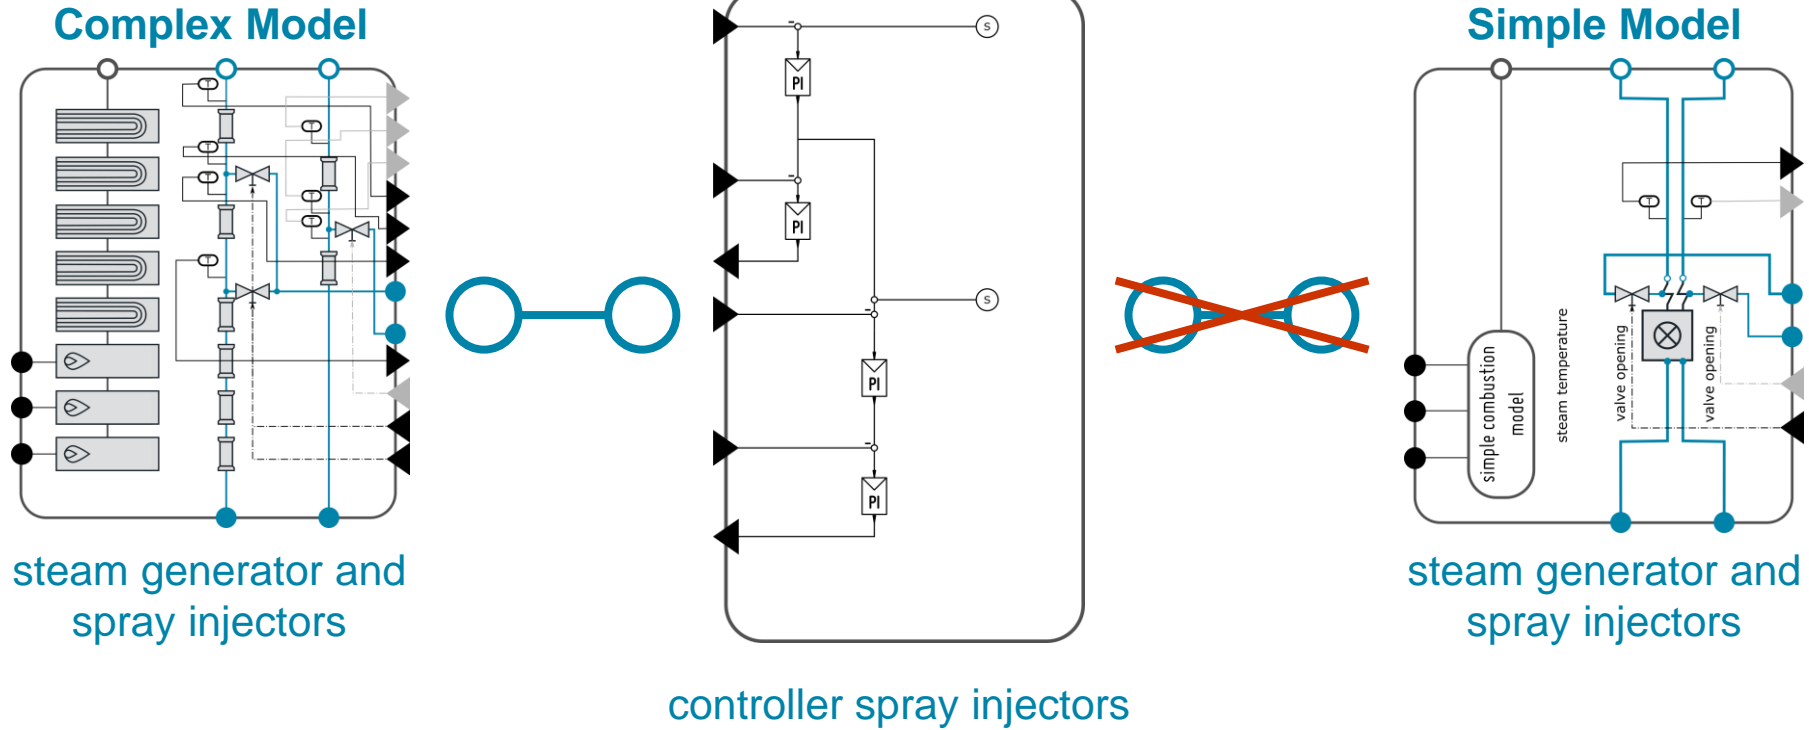 Complex Model
Simple Model
S
PI
PI
S
PI
PI
T
T
T
T
T
T
T
T
T
simple combustion
model
steam temperature
valve opening
valve opening
steam generator and
spray injectors
steam generator and
spray injectors
controller spray injectors